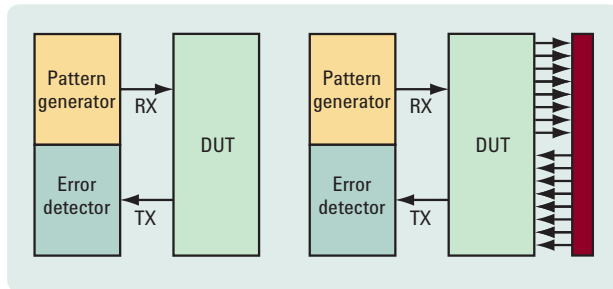 Pattern
generator
RX
DUT
Error
detector
TX
Pattern
generator
RX
DUT
Error
detector
TX